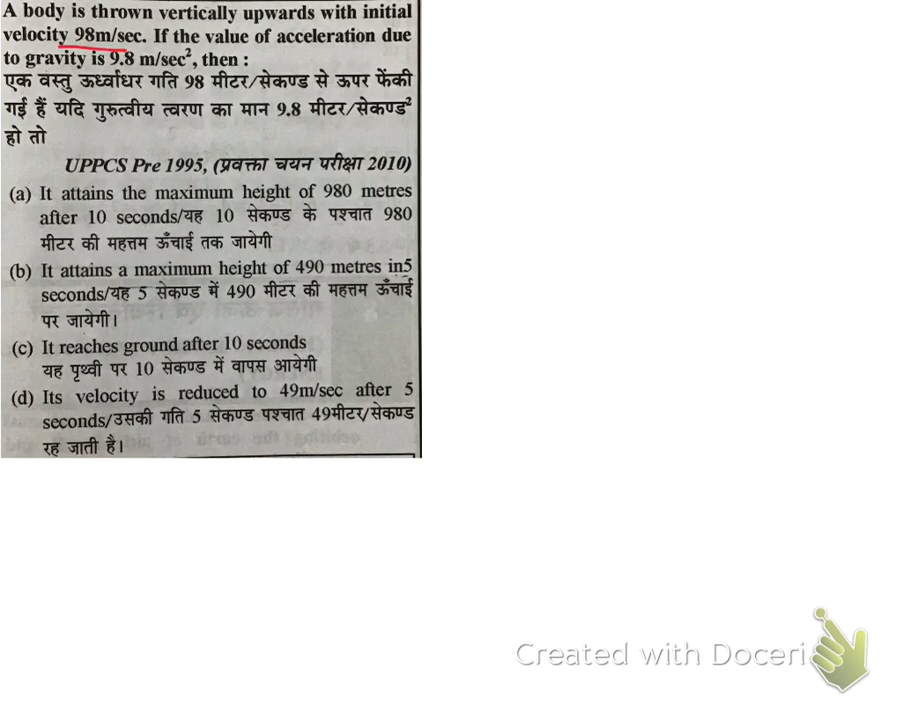 A body is thrown vertically upwards with initial
velocity 98m/sec. If the value of acceleration due
to gravity is 9.8 m/sec², then :
एक वस्तु ऊर्ध्वाधर गति 98 मीटर/सेकण्ड से ऊपर फेंकी
गई हैं यदि गुरुत्वीय त्वरण का मान 9.8 मीटर/सेकण्ड²
हो तो
UPPCS Pre 1995, (प्रवक्ता चयन परीक्षा 2010)
(a) It attains the maximum height of 980 metres
after 10 seconds/यह 10 सेकण्ड के पश्चात 980
मीटर की महत्तम ऊँचाई तक जायेगी
(b) It attains a maximum height of 490 metres in5
seconds/यह 5 सेकण्ड में 490 मीटर की महत्तम ऊँचाई
पर जायेगी।
(c) It reaches ground after 10 seconds
यह पृथ्वी पर 10 सेकण्ड में वापस आयेगी
(d) Its velocity is reduced to 49m/sec after 5
seconds/उसकी गति 5 सेकण्ड पश्चात 49मीटर/सेकण्ड
रह जाती है।
Created with Doceri